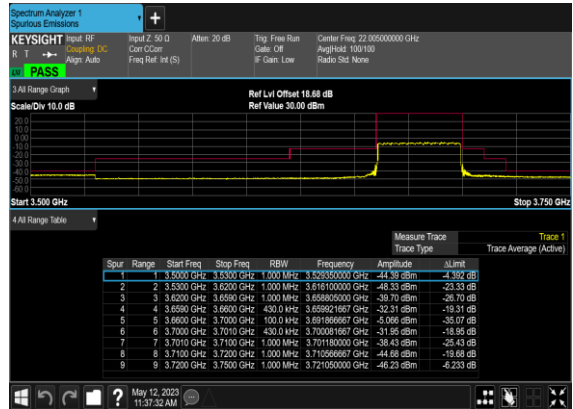 Spectrum Analyzer 1
Spurious Emissions
KEYSIGHT Input: RF Input Z: 50 Ω Atten: 20 dB Trig: Free Run Center Freq: 22.005000000 GHz
R T Coupling: DC Corr CCorr Gate: Off Avg|Hold: 100/100
Align: Auto Freq Ref: Int (S) IF Gain: Low Radio Std: None
PASS
3 All Range Graph
Ref Lvl Offset 18.68 dB
Scale/Div 10.0 dB Ref Value 30.00 dBm
20.0
10.0
0.00
-10.0
-20.0
-30.0
-40.0
-50.0
-60.0
Start 3.500 GHz Stop 3.750 GHz
4 All Range Table
Measure Trace Trace 1
Trace Type Trace Average (Active)
Spur Range Start Freq Stop Freq RBW Frequency Amplitude ΔLimit
1 1 3.5000 GHz 3.5300 GHz 1.000 MHz 3.529350000 GHz -44.39 dBm -4.392 dB
2 2 3.5300 GHz 3.6200 GHz 1.000 MHz 3.616100000 GHz -48.33 dBm -23.33 dB
3 3 3.6200 GHz 3.6590 GHz 1.000 MHz 3.658805000 GHz -39.70 dBm -26.70 dB
4 4 3.6590 GHz 3.6600 GHz 430.0 kHz 3.659921667 GHz -32.31 dBm -19.31 dB
5 5 3.6600 GHz 3.7000 GHz 100.0 kHz 3.691866667 GHz -5.066 dBm -35.07 dB
6 6 3.7000 GHz 3.7010 GHz 430.0 kHz 3.700081667 GHz -31.95 dBm -18.95 dB
7 7 3.7010 GHz 3.7100 GHz 1.000 MHz 3.701180000 GHz -38.43 dBm -25.43 dB
8 8 3.7100 GHz 3.7200 GHz 1.000 MHz 3.710566667 GHz -44.68 dBm -19.68 dB
9 9 3.7200 GHz 3.7500 GHz 1.000 MHz 3.721050000 GHz -46.23 dBm -6.233 dB
? May 12, 2023
11:37:32 AM